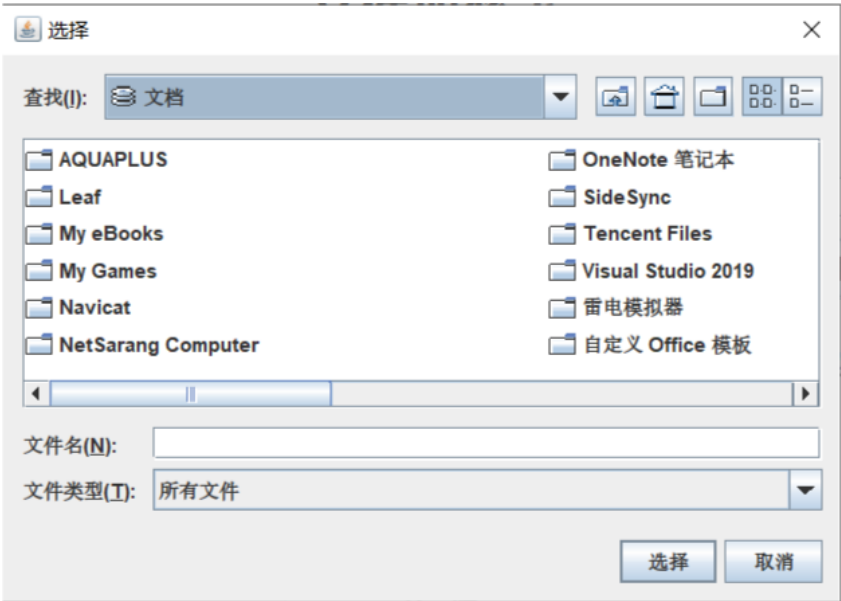 选择
查找(I): 文档
AQUAPLUS
Leaf
My eBooks
My Games
Navicat
NetSarang Computer
OneNote 笔记本
SideSync
Tencent Files
Visual Studio 2019
雷电模拟器
自定义 Office 模板
文件名(N):
文件类型(T): 所有文件
选择 取消